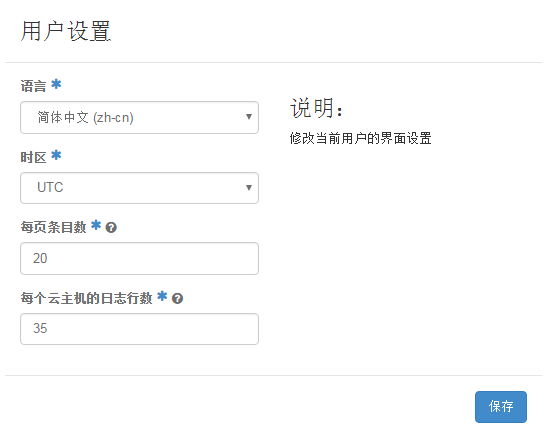 用户设置
语言 *
简体中文 (zh-cn)
时区 *
UTC
每页条目数 *
20
每个云主机的日志行数 *
35
说明：
修改当前用户的界面设置
保存